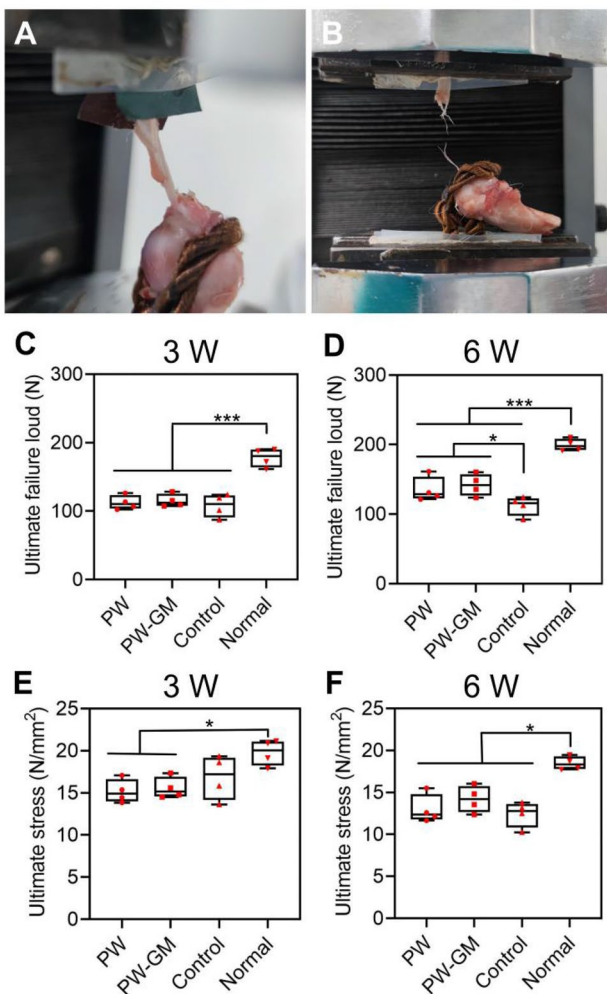 A
B
C 3 W
300
200
100
0
Ultimate failure loud (N)
***
PW
PW-GM
Control
Normal
D 6 W
300
200
100
0
Ultimate failure loud (N)
***
*
PW
PW-GM
Control
Normal
E 3 W
25
20
15
10
5
0
Ultimate stress (N/mm²)
*
PW
PW-GM
Control
Normal
F 6 W
25
20
15
10
5
0
Ultimate stress (N/mm²)
*
PW
PW-GM
Control
Normal